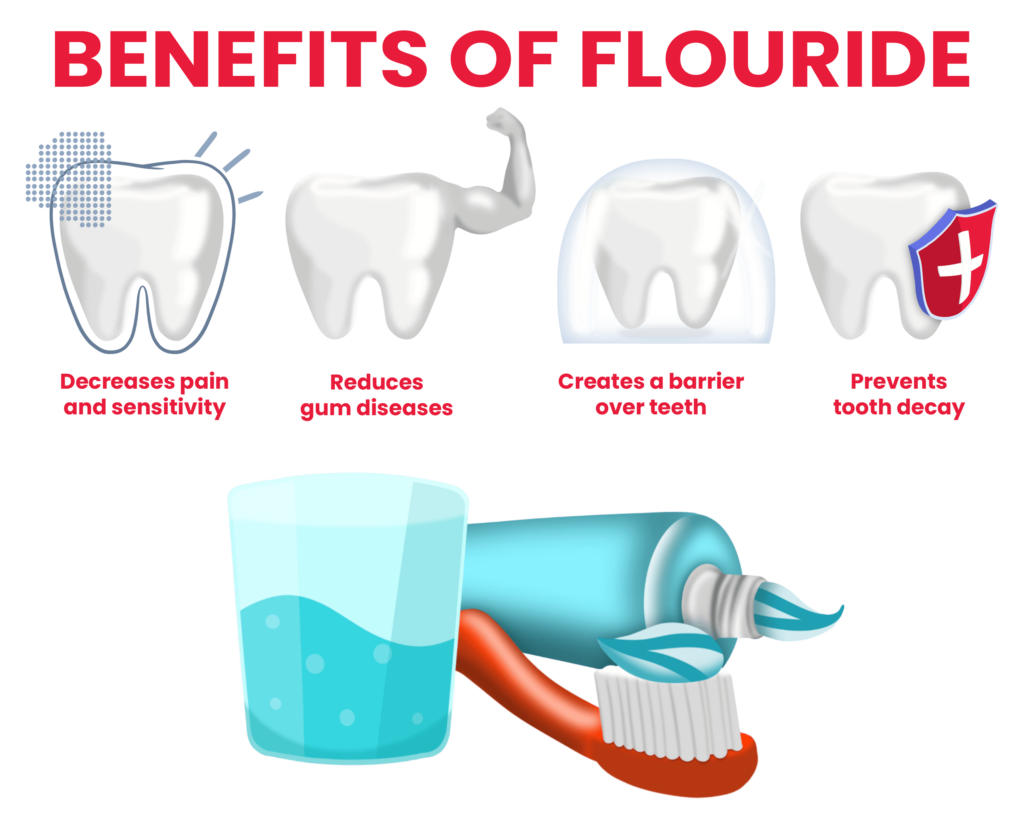 BENEFITS OF FLOURIDE
Decreases pain
and sensitivity
Reduces
gum diseases
Creates a barrier
over teeth
Prevents
tooth decay